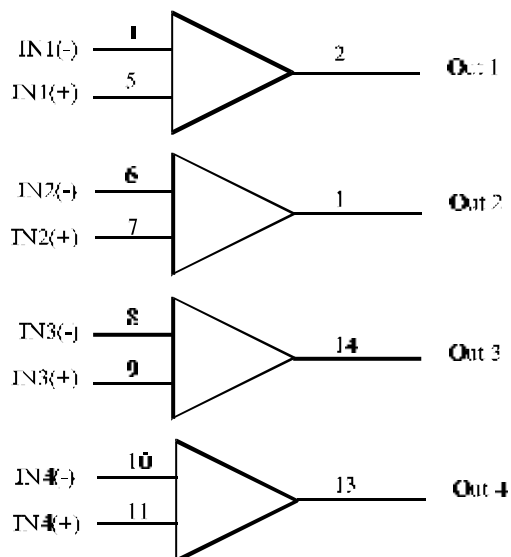 IN1(-)
2 Out 1
IN1(+) 5
IN2(-) 6
1 Out 2
IN2(+) 7
IN3(-) 8
14 Out 3
IN3(+) 9
IN4(-) 10
13 Out 4
IN4(+) 11